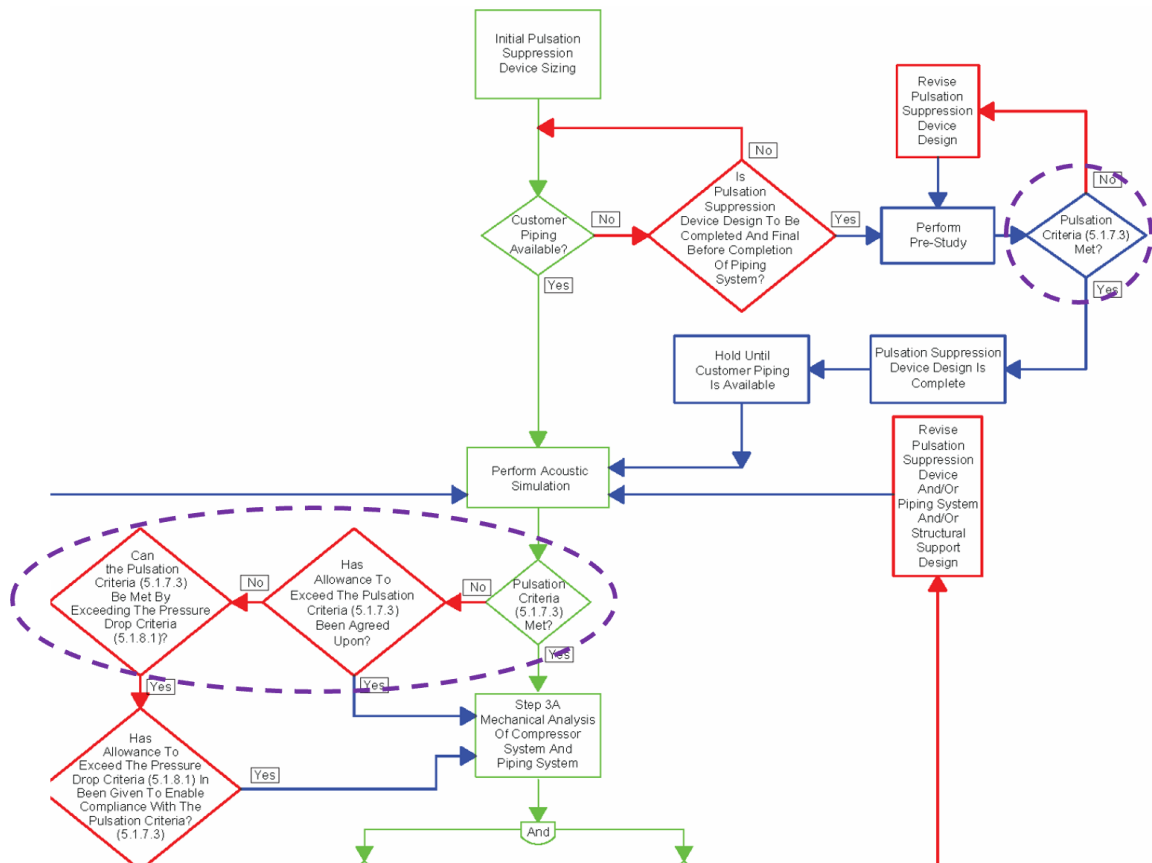 Initial Pulsation
Suppression
Device Sizing
Revise
Pulsation
Suppression
Device
Design
No
No
Is
Pulsation
Suppression
Device Design To Be
Completed And Final
Before Completion
Of Piping
System?
Customer
Piping
Available?
No
Yes
Perform
Pre-Study
Pulsation
Criteria (5.1.7.3)
Met?
Yes
Yes
Hold Until
Customer Piping
Is Available
Pulsation Suppression
Device Design Is
Complete
Revise
Pulsation
Suppression
Device
And/Or
Piping System
And/Or
Structural
Support
Design
Perform Acoustic
Simulation
Can
the Pulsation
Criteria (5.1.7.3)
Be Met By
Exceeding The Pressure
Drop Criteria
(5.1.8.1)?
No
Has
Allowance To
Exceed The Pulsation
Criteria (5.1.7.3)
Been Agreed
Upon?
No
Pulsation
Criteria
(5.1.7.3)
Met?
Yes
Yes
Yes
Step 3A
Mechanical Analysis
Of Compressor
System And
Piping System
Has
Allowance To
Exceed The Pressure
Drop Criteria (5.1.8.1) In
Been Given To Enable
Compliance With The
Pulsation Criteria?
(5.1.7.3)
Yes
And